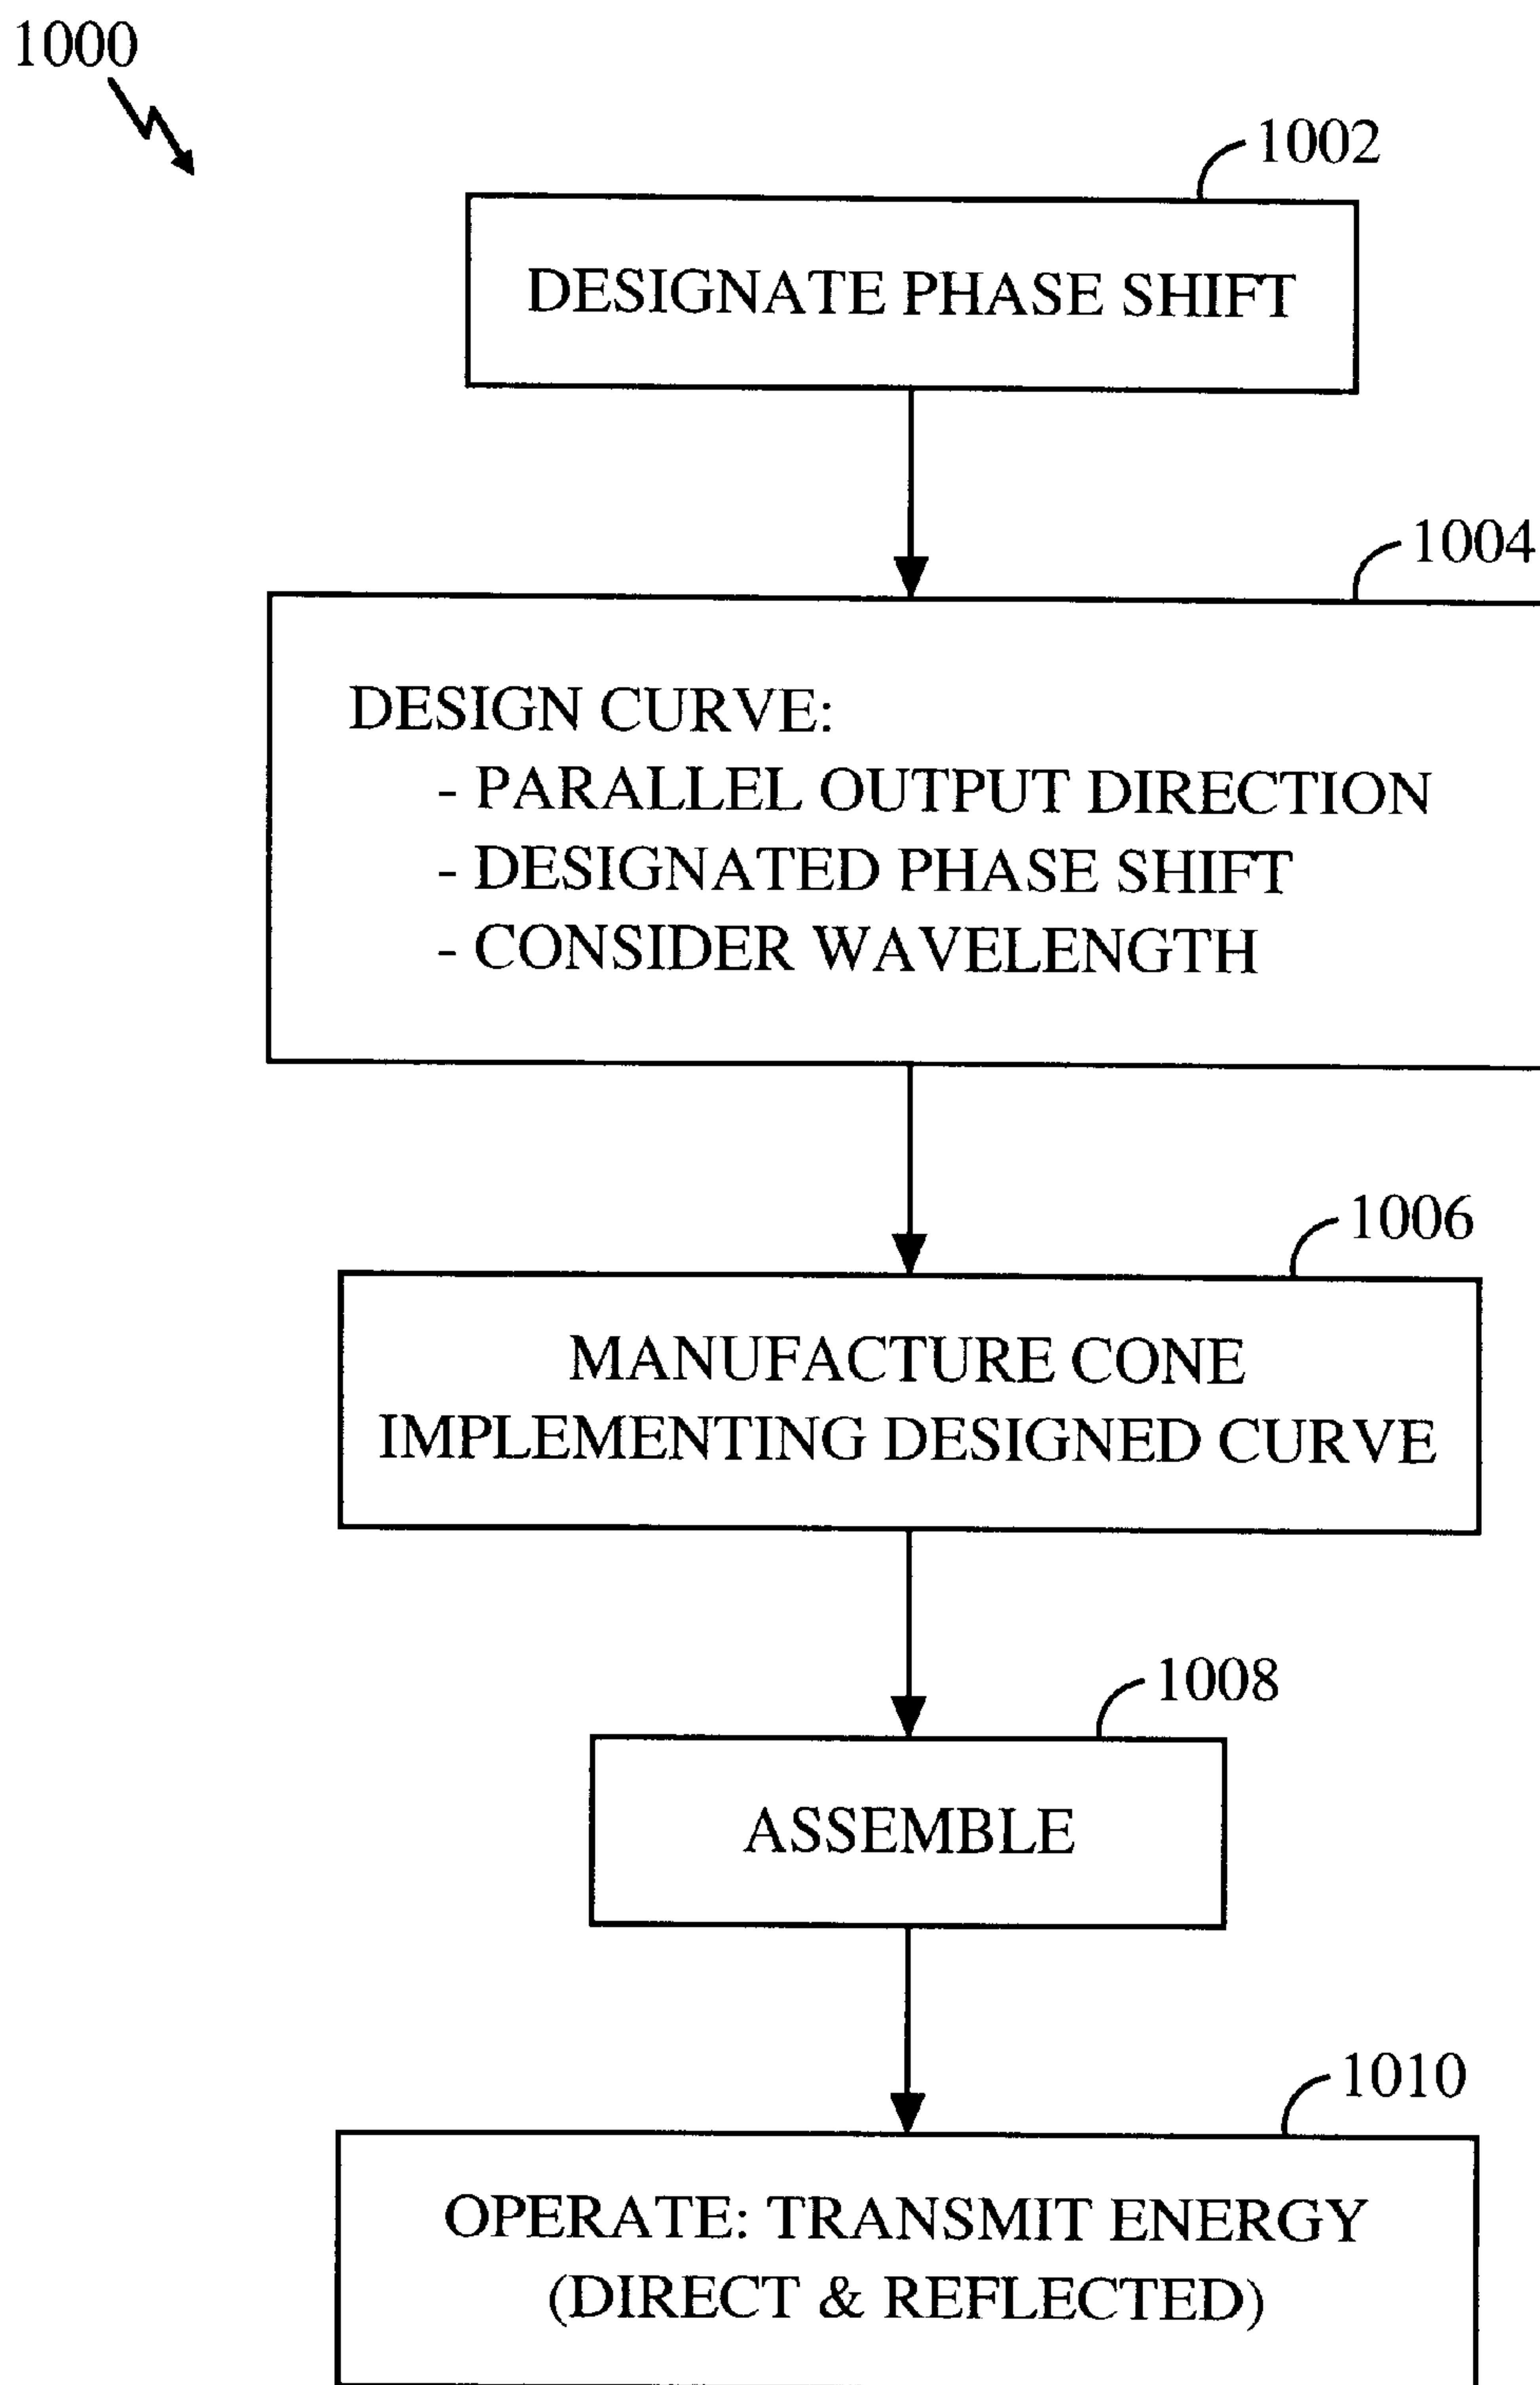 1000
1002
DESIGNATE PHASE SHIFT
1004
DESIGN CURVE:
- PARALLEL OUTPUT DIRECTION
- DESIGNATED PHASE SHIFT
- CONSIDER WAVELENGTH
1006
MANUFACTURE CONE
IMPLEMENTING DESIGNED CURVE
1008
ASSEMBLE
1010
OPERATE: TRANSMIT ENERGY
(DIRECT & REFLECTED)